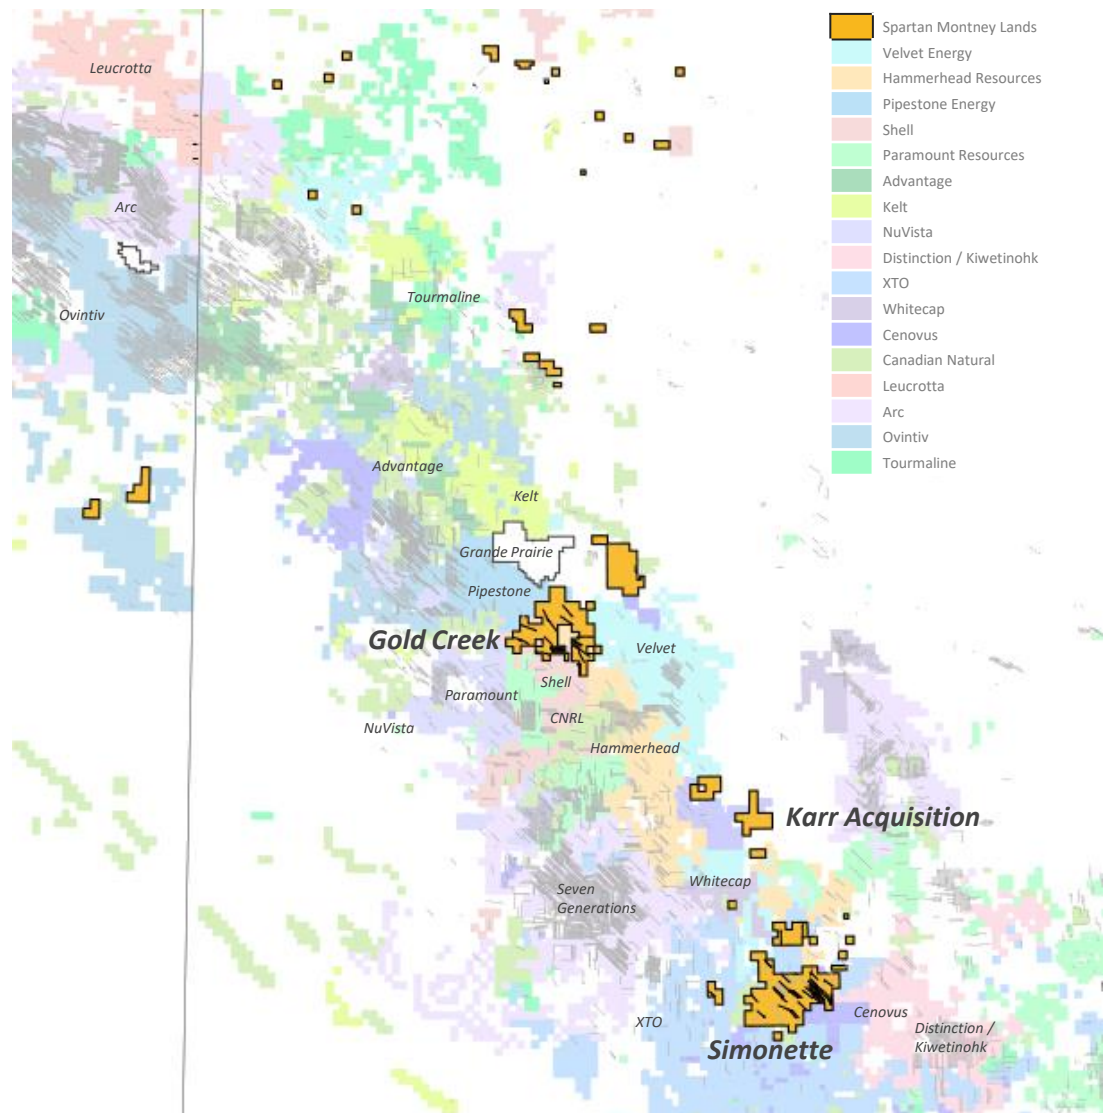 Leucrotta
Arc
Ovintiv
Tourmaline
Advantage
Kelt
Grande Prairie
Pipestone
Gold Creek
Velvet
Shell
Paramount
CNRL
NuVista
Hammerhead
Karr Acquisition
Whitecap
Seven
Generations
XTO
Cenovus
Distinction /
Kiwetinohk
Simonette
Spartan Montney Lands
Velvet Energy
Hammerhead Resources
Pipestone Energy
Shell
Paramount Resources
Advantage
Kelt
NuVista
Distinction / Kiwetinohk
XTO
Whitecap
Cenovus
Canadian Natural
Leucrotta
Arc
Ovintiv
Tourmaline